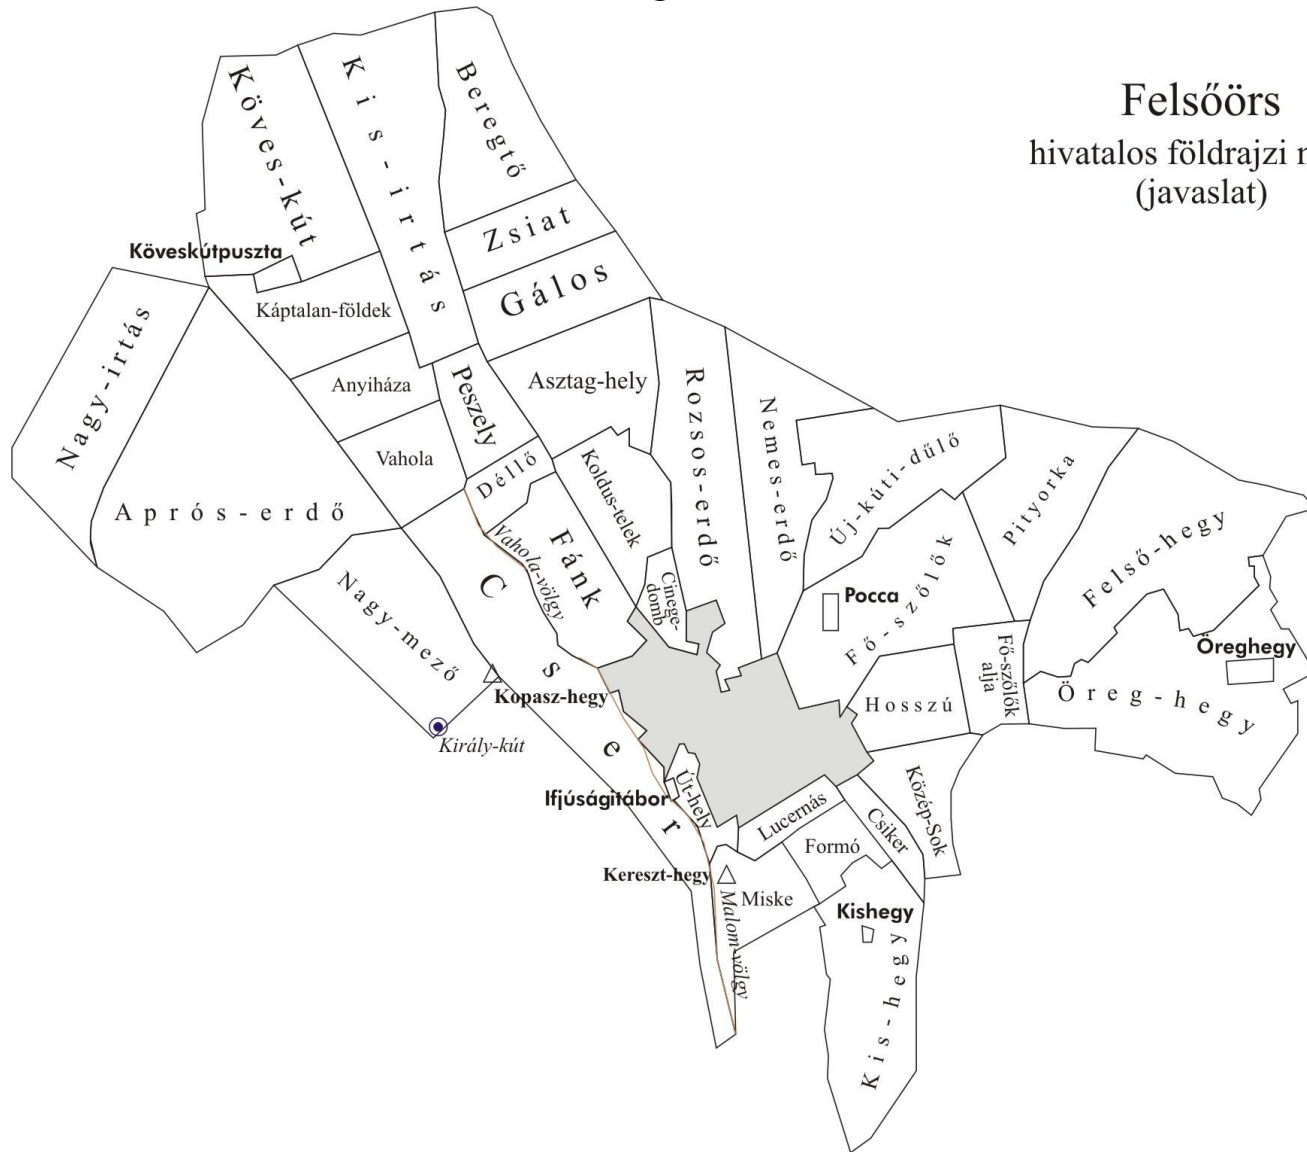 Felsőörs
hivatalos földrajzi
(javaslat)
Köves-kút
Kis-irtás
Beregtő
Zsiat
Gálos
Köveskútpuszta
Káptalan-földek
Nagy-irtás
Anyiháza
Peszely
Asztag-hely
Rozsos-erdő
Nemes-erdő
Új-kúti-dűlő
Pityorka
Felső-hegy
Aprós-erdő
Vahola
Déllő
Koldus-telek
Vahola-völgy
Fánk
Cinege-
domb
Pocca
Fő-szőlők
Nagy-mező
Cser
Kopasz-hegy
Király-kút
Hosszú
Fő-szőlők
alja
Öreghegy
Öreg-hegy
Ifjúságitábor
Út-hely
Lucernás
Csiker
Közép-Sok
Formó
Kereszt-hegy
Miske
Malom-völgy
Kishegy
Kis-hegy